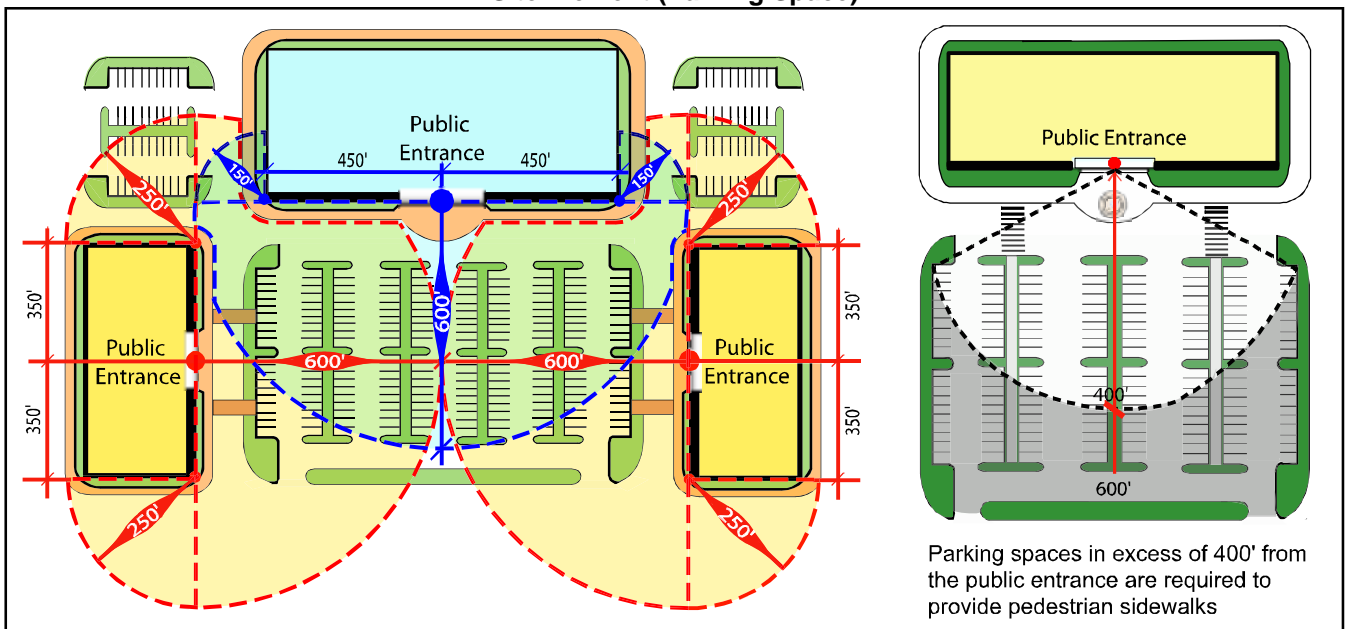 Public
Entrance
450'
450'
150'
150'
250'
250'
600'
350'
350'
350'
350'
Public
Entrance
600'
600'
Public
Entrance
250'
250'
Public Entrance
400'
600'
Parking spaces in excess of 400' from
the public entrance are required to
provide pedestrian sidewalks